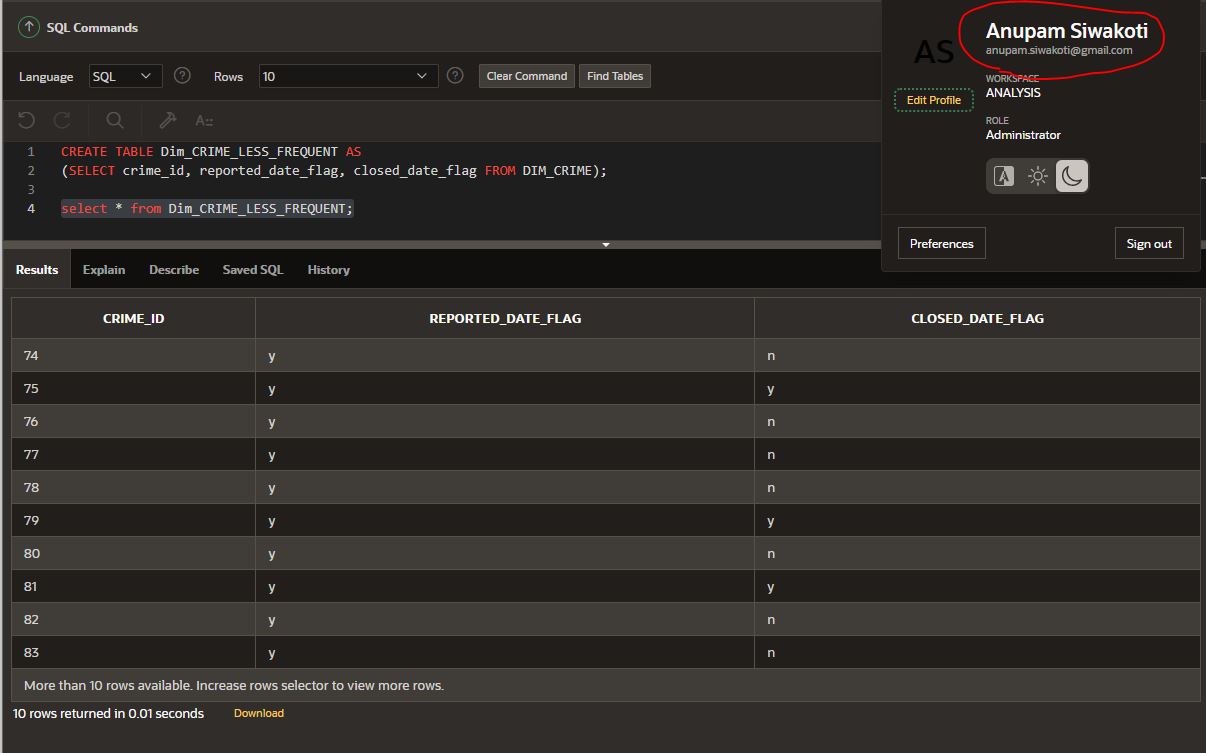 SQL Commands
Anupam Siwakoti
anupam.siwakoti@gmail.com
AS
Edit Profile
WORKSPACE
ANALYSIS
ROLE
Administrator
Preferences
Sign out
Language SQL ? Rows 10 ? Clear Command Find Tables
1 CREATE TABLE Dim_CRIME_LESS_FREQUENT AS
2 (SELECT crime_id, reported_date_flag, closed_date_flag FROM DIM_CRIME);
3
4 select * from Dim_CRIME_LESS_FREQUENT;
Results Explain Describe Saved SQL History
CRIME_ID REPORTED_DATE_FLAG CLOSED_DATE_FLAG
74 y n
75 y y
76 y n
77 y n
78 y n
79 y y
80 y n
81 y y
82 y n
83 y n
More than 10 rows available. Increase rows selector to view more rows.
10 rows returned in 0.01 seconds Download